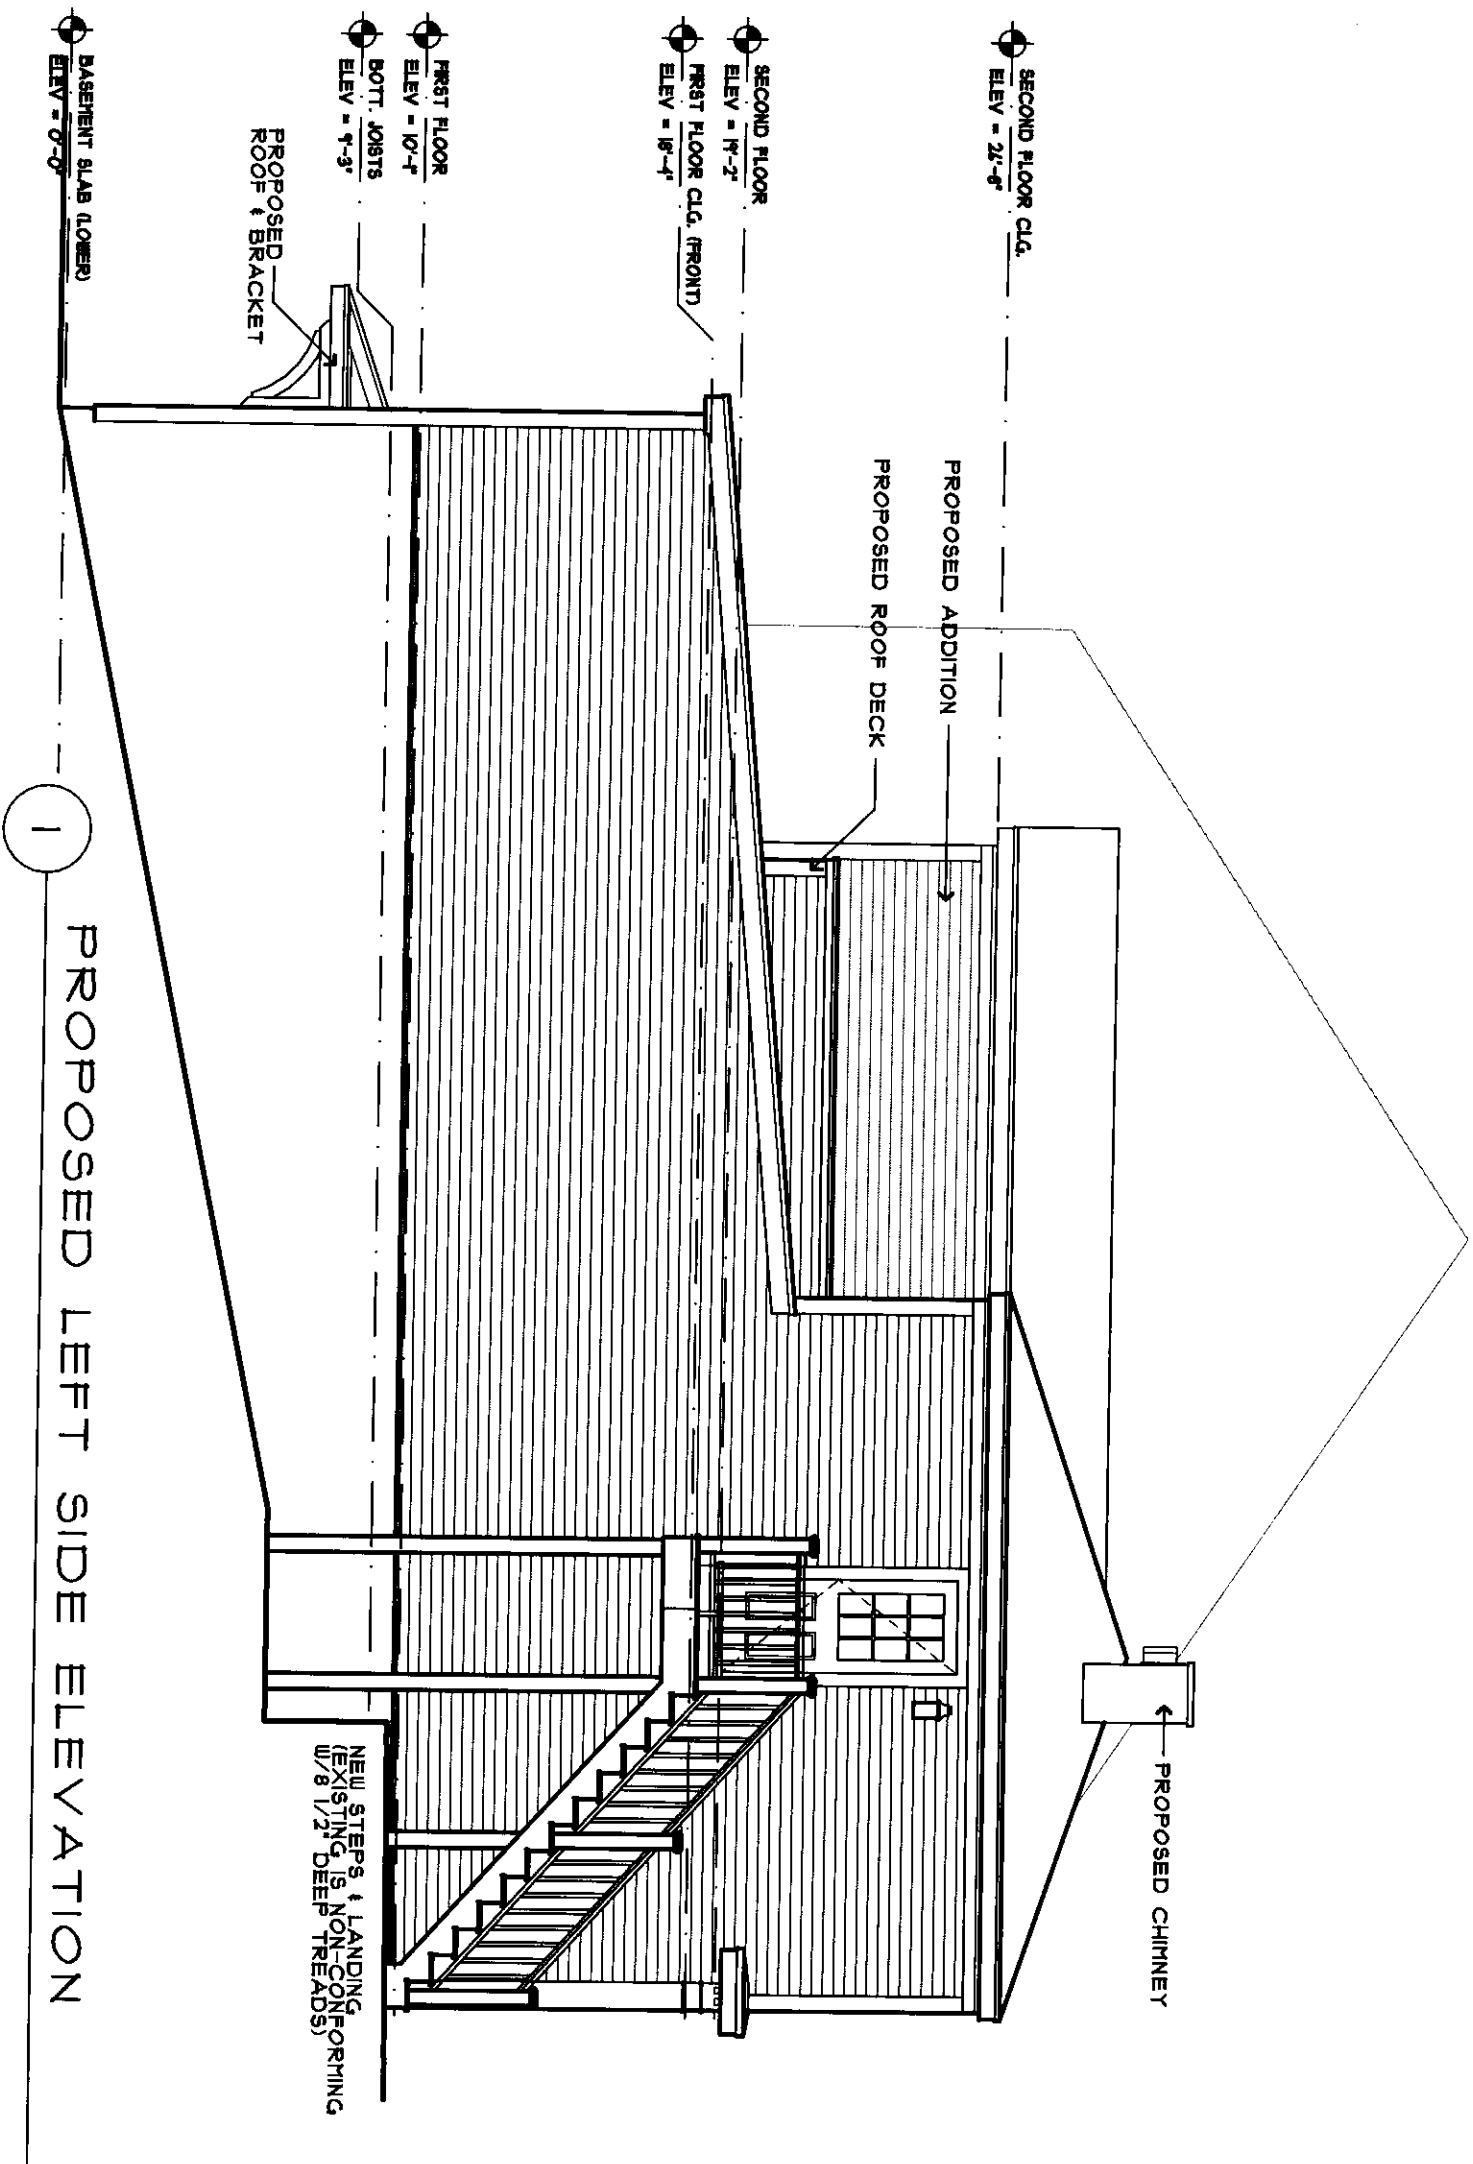 PROPOSED CHIMNEY
SECOND FLOOR CLG.
ELEV = 26'-8"
PROPOSED ADDITION
PROPOSED ROOF DECK
SECOND FLOOR
ELEV = 19'-2"
FIRST FLOOR CLG. (FRONT)
ELEV = 18'-4"
FIRST FLOOR
ELEV = 10'-1"
BOTT. JOISTS
ELEV = 9'-3"
NEW STEPS & LANDING
(EXISTING IS NON-CONFORMING
W/8 1/2" DEEP TREADS)
PROPOSED
ROOF & BRACKET
BASEMENT SLAB (LOWER)
ELEV = 0'-0"
1
PROPOSED LEFT SIDE ELEVATION